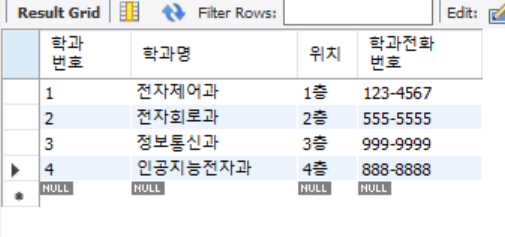 Result Grid Filter Rows: Edit:
학과 번호 학과명 위치 학과전화 번호
1 전자제어과 1층 123-4567
2 전자회로과 2층 555-5555
3 정보통신과 3층 999-9999
4 인공지능전자과 4층 888-8888
NULL NULL NULL NULL